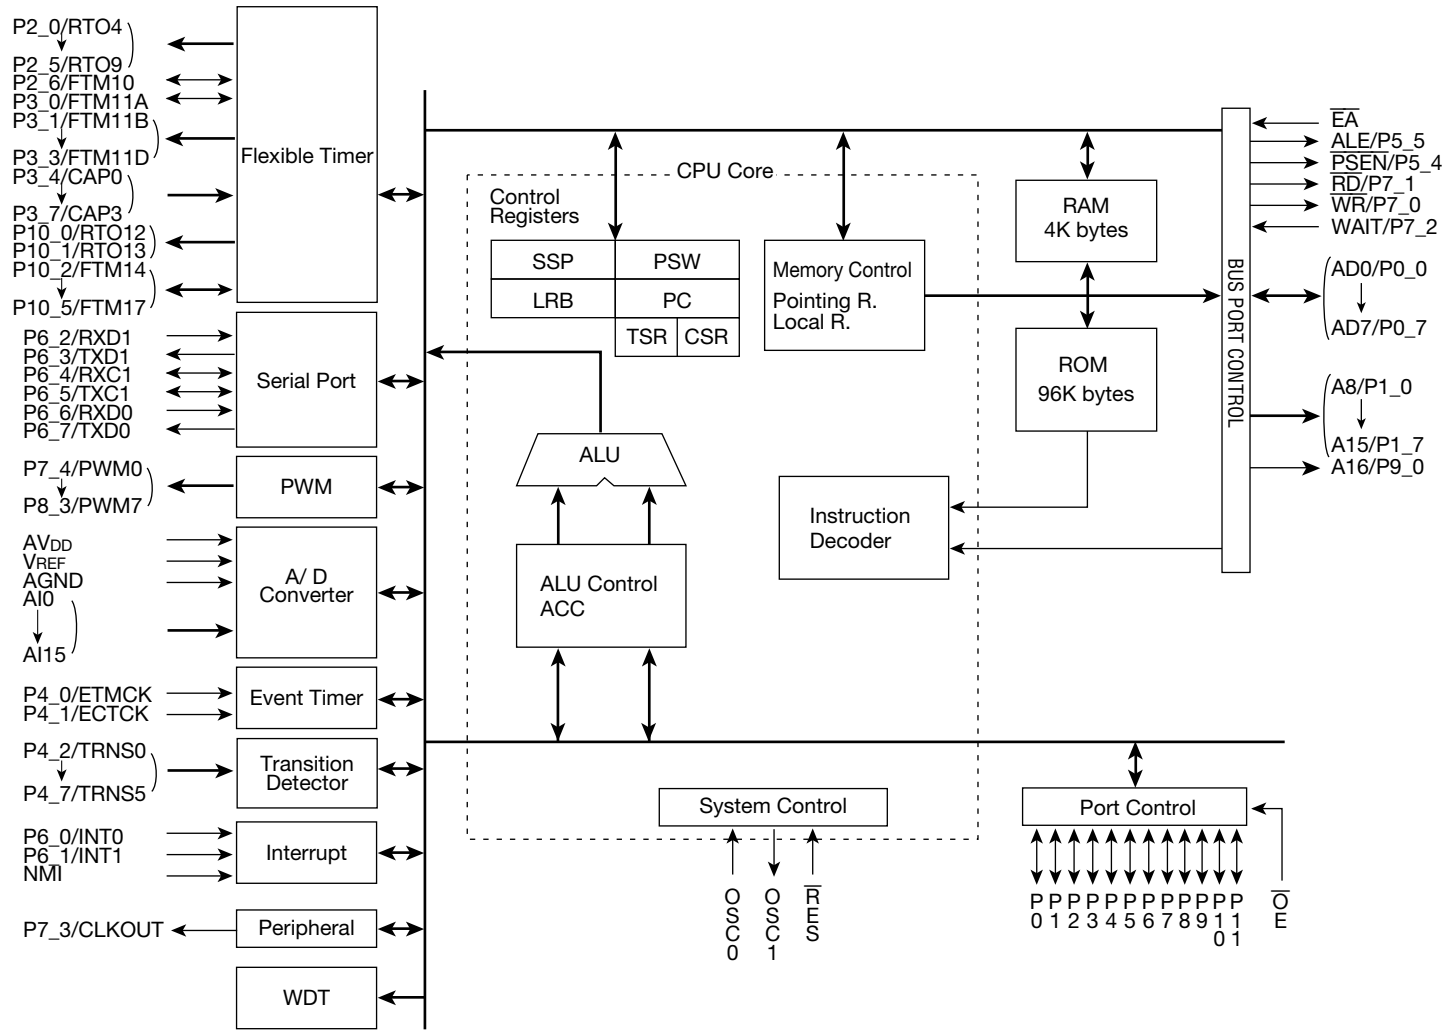 P2_0/RTO4
P2_5/RTO9
P2_6/FTM10
P3_0/FTM11A
P3_1/FTM11B
P3_3/FTM11D
P3_4/CAP0
P3_7/CAP3
P10_0/RTO12
P10_1/RTO13
P10_2/FTM14
P10_5/FTM17
Flexible Timer
P6_2/RXD1
P6_3/TXD1
P6_4/RXC1
P6_5/TXC1
P6_6/RXD0
P6_7/TXD0
Serial Port
P7_4/PWM0
P8_3/PWM7
PWM
AVDD
VREF
AGND
AI0
AI15
A/ D
Converter
P4_0/ETMCK
P4_1/ECTCK
Event Timer
P4_2/TRNS0
P4_7/TRNS5
Transition
Detector
P6_0/INT0
P6_1/INT1
NMI
Interrupt
P7_3/CLKOUT
Peripheral
WDT
CPU Core
Control
Registers
SSP
PSW
LRB
PC
TSR
CSR
Memory Control
Pointing R.
Local R.
RAM
4K bytes
ROM
96K bytes
ALU
ALU Control
ACC
Instruction
Decoder
System Control
OSC0
OSC1
R̅E̅S
Port Control
P0
P1
P2
P3
P4
P5
P6
P7
P8
P9
P10
P11
O̅E̅
BUS PORT CONTROL
E̅A̅
ALE/P5_5
P̅S̅E̅N̅/P5_4
R̅D̅/P7_1
W̅R̅/P7_0
WAIT/P7_2
AD0/P0_0
AD7/P0_7
A8/P1_0
A15/P1_7
A16/P9_0